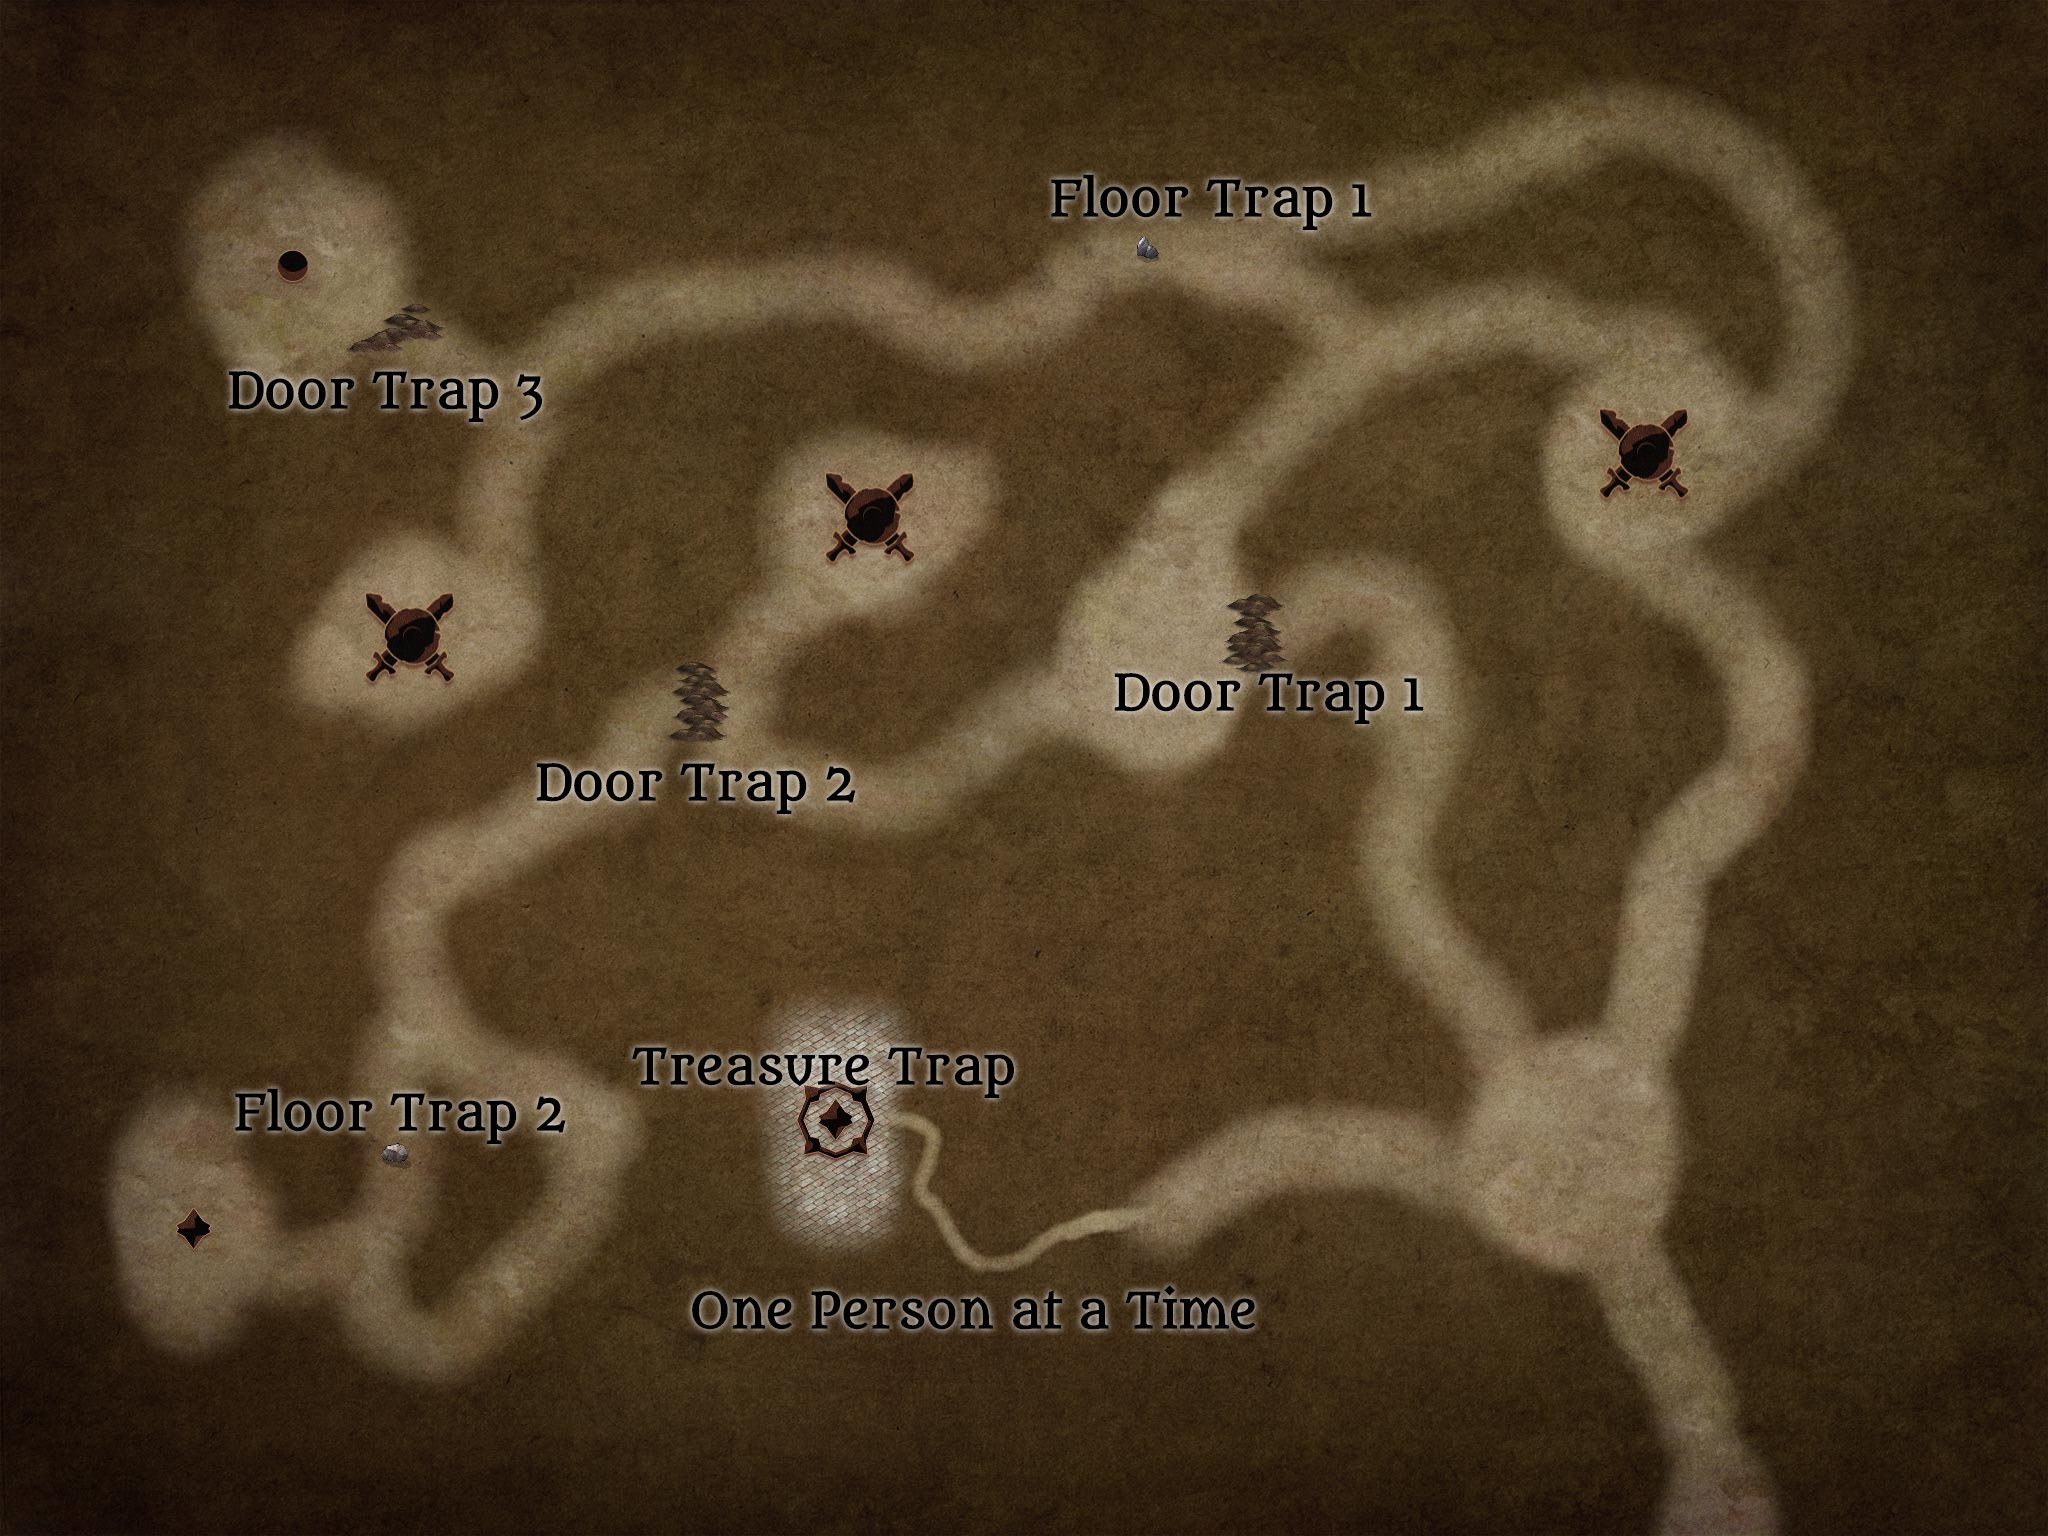 Floor Trap 1
Door Trap 3
Door Trap 1
Door Trap 2
Treasure Trap
Floor Trap 2
One Person at a Time